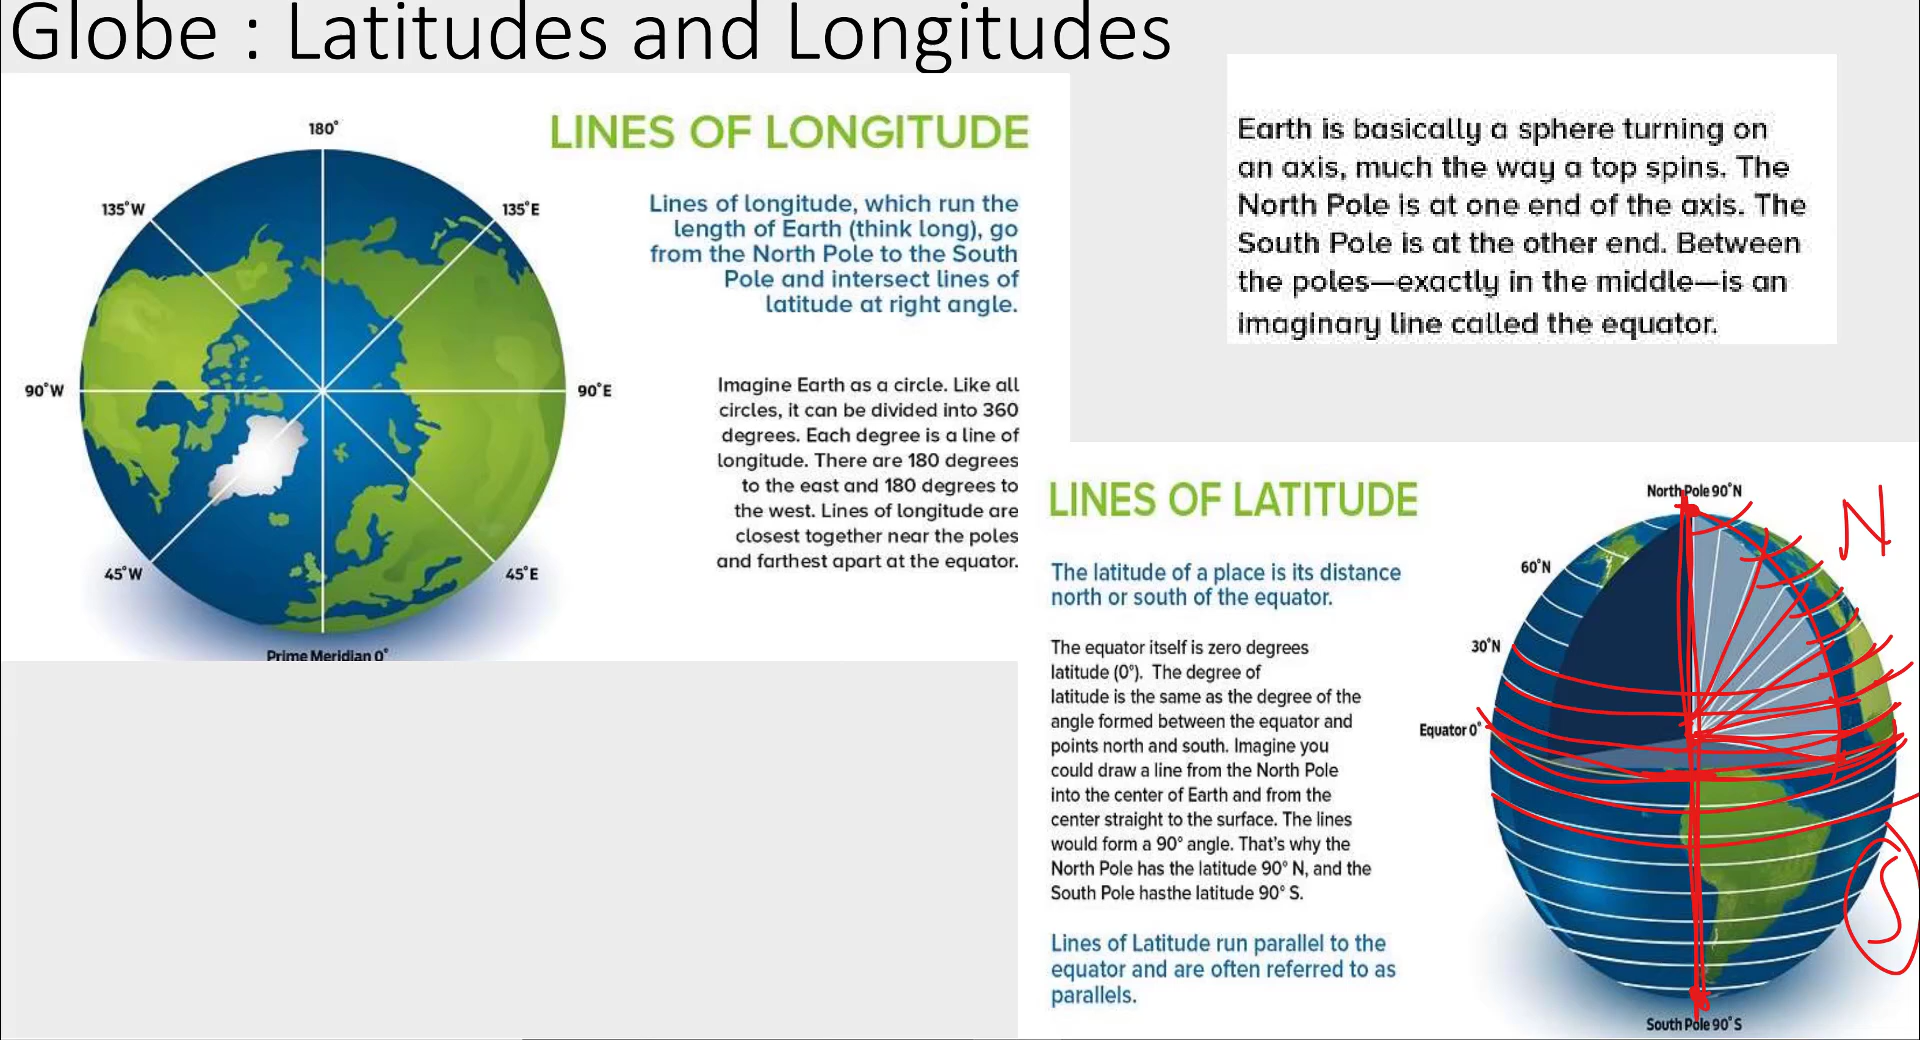 Globe : Latitudes and Longitudes
LINES OF LONGITUDE
Lines of longitude, which run the
length of Earth (think long), go
from the North Pole to the South
Pole and intersect lines of
latitude at right angle.
Imagine Earth as a circle. Like all
circles, it can be divided into 360
degrees. Each degree is a line of
longitude. There are 180 degrees
to the east and 180 degrees to
the west. Lines of longitude are
closest together near the poles
and farthest apart at the equator.
180°
135°W
135°E
90°W
90°E
45°W
45°E
Prime Meridian 0°
Earth is basically a sphere turning on
an axis, much the way a top spins. The
North Pole is at one end of the axis. The
South Pole is at the other end. Between
the poles—exactly in the middle—is an
imaginary line called the equator.
LINES OF LATITUDE
The latitude of a place is its distance
north or south of the equator.
The equator itself is zero degrees
latitude (0°). The degree of
latitude is the same as the degree of the
angle formed between the equator and
points north and south. Imagine you
could draw a line from the North Pole
into the center of Earth and from the
center straight to the surface. The lines
would form a 90° angle. That's why the
North Pole has the latitude 90° N, and the
South Pole hasthe latitude 90° S.
Lines of Latitude run parallel to the
equator and are often referred to as
parallels.
North Pole 90°N
N
60°N
30°N
Equator 0°
S
South Pole 90°S